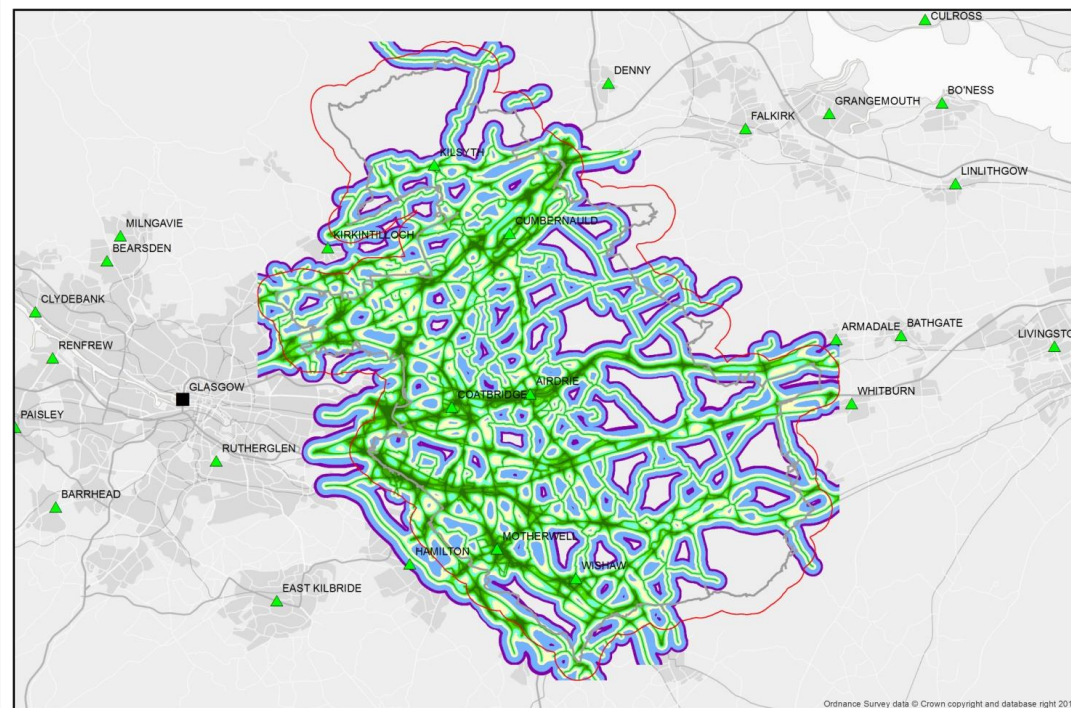 CULROSS
DENNY
BO'NESS
GRANGEMOUTH
FALKIRK
KILSYTH
LINLITHGOW
CUMBERNAULD
MILNGAVIE
KIRKINTILLOCH
BEARSDEN
CLYDEBANK
ARMADALE
BATHGATE
LIVINGSTO
RENFREW
AIRDRIE
GLASGOW
COATBRIDGE
WHITBURN
PAISLEY
RUTHERGLEN
BARRHEAD
MOTHERWELL
HAMILTON
WISHAW
EAST KILBRIDE
Ordnance Survey data © Crown copyright and database right 201